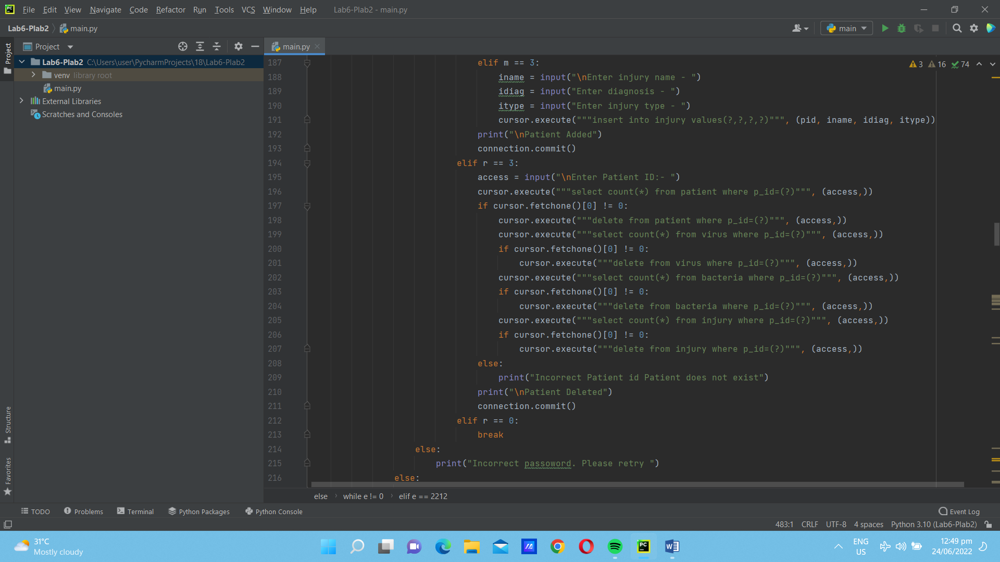 File Edit View Navigate Code Refactor Run Tools VCS Window Help Lab6-Plab2 - main.py
Lab6-Plab2 main.py
main
Project
Project
main.py
Lab6-Plab2 C:\Users\user\PycharmProjects\18\Lab6-Plab2
venv library root
main.py
External Libraries
Scratches and Consoles
3 16 74
187 elif m == 3:
188 iname = input("\nEnter injury name - ")
189 idiag = input("Enter diagnosis - ")
190 itype = input("Enter injury type - ")
191 cursor.execute("""insert into injury values(?,?,?,?)""", (pid, iname, idiag, itype))
192 print("\nPatient Added")
193 connection.commit()
194 elif r == 3:
195 access = input("\nEnter Patient ID:- ")
196 cursor.execute("""select count(*) from patient where p_id=(?)""", (access,))
197 if cursor.fetchone()[0] != 0:
198 cursor.execute("""delete from patient where p_id=(?)""", (access,))
199 cursor.execute("""select count(*) from virus where p_id=(?)""", (access,))
200 if cursor.fetchone()[0] != 0:
201 cursor.execute("""delete from virus where p_id=(?)""", (access,))
202 cursor.execute("""select count(*) from bacteria where p_id=(?)""", (access,))
203 if cursor.fetchone()[0] != 0:
204 cursor.execute("""delete from bacteria where p_id=(?)""", (access,))
205 cursor.execute("""select count(*) from injury where p_id=(?)""", (access,))
206 if cursor.fetchone()[0] != 0:
207 cursor.execute("""delete from injury where p_id=(?)""", (access,))
208 else:
209 print("Incorrect Patient id Patient does not exist")
210 print("\nPatient Deleted")
211 connection.commit()
212 elif r == 0:
213 break
214 else:
215 print("Incorrect passoword. Please retry ")
216 else:
Structure
Favorites
else while e != 0 elif e == 2212
TODO Problems Terminal Python Packages Python Console Event Log
483:1 CRLF UTF-8 4 spaces Python 3.10 (Lab6-Plab2)
31°C
Mostly cloudy
PC
W
ENG
US
12:49 pm
24/06/2022